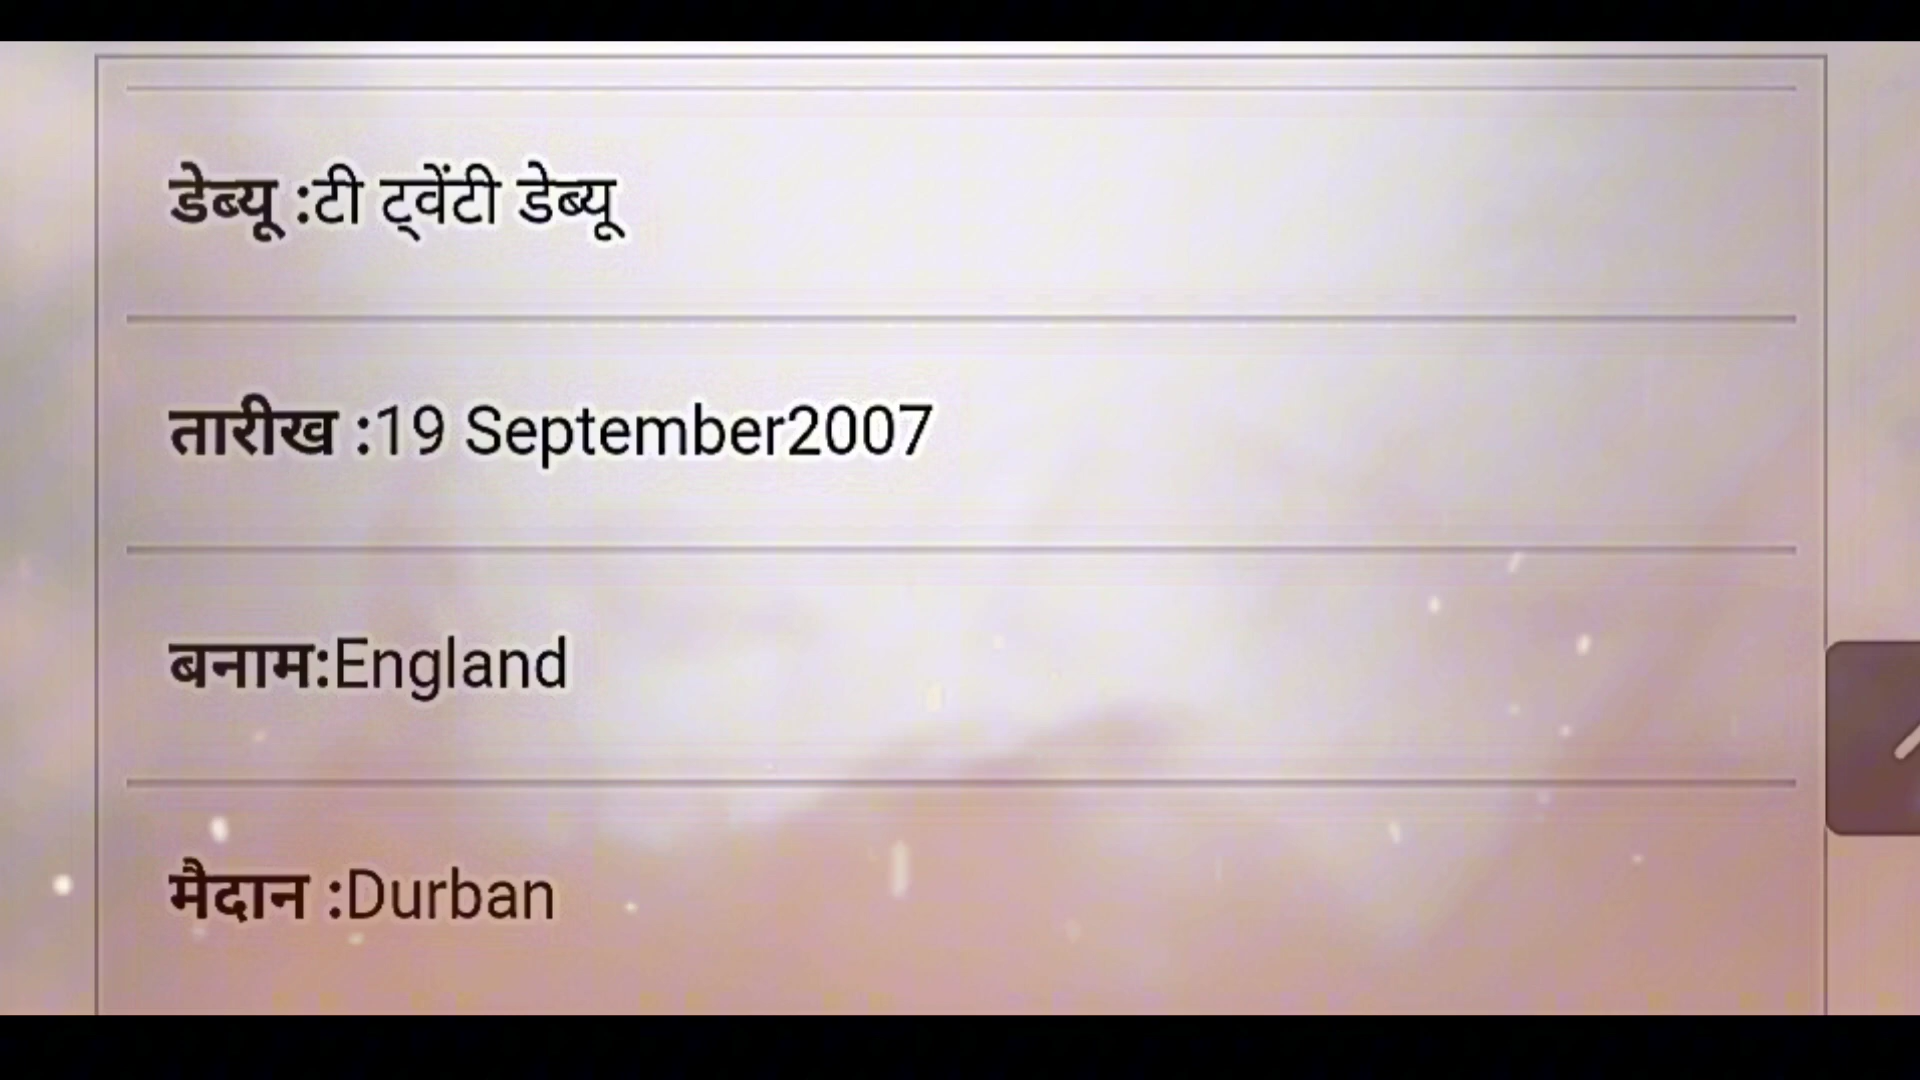 डेब्यू :टी ट्वेंटी डेब्यू
तारीख :19 September2007
बनाम:England
मैदान :Durban